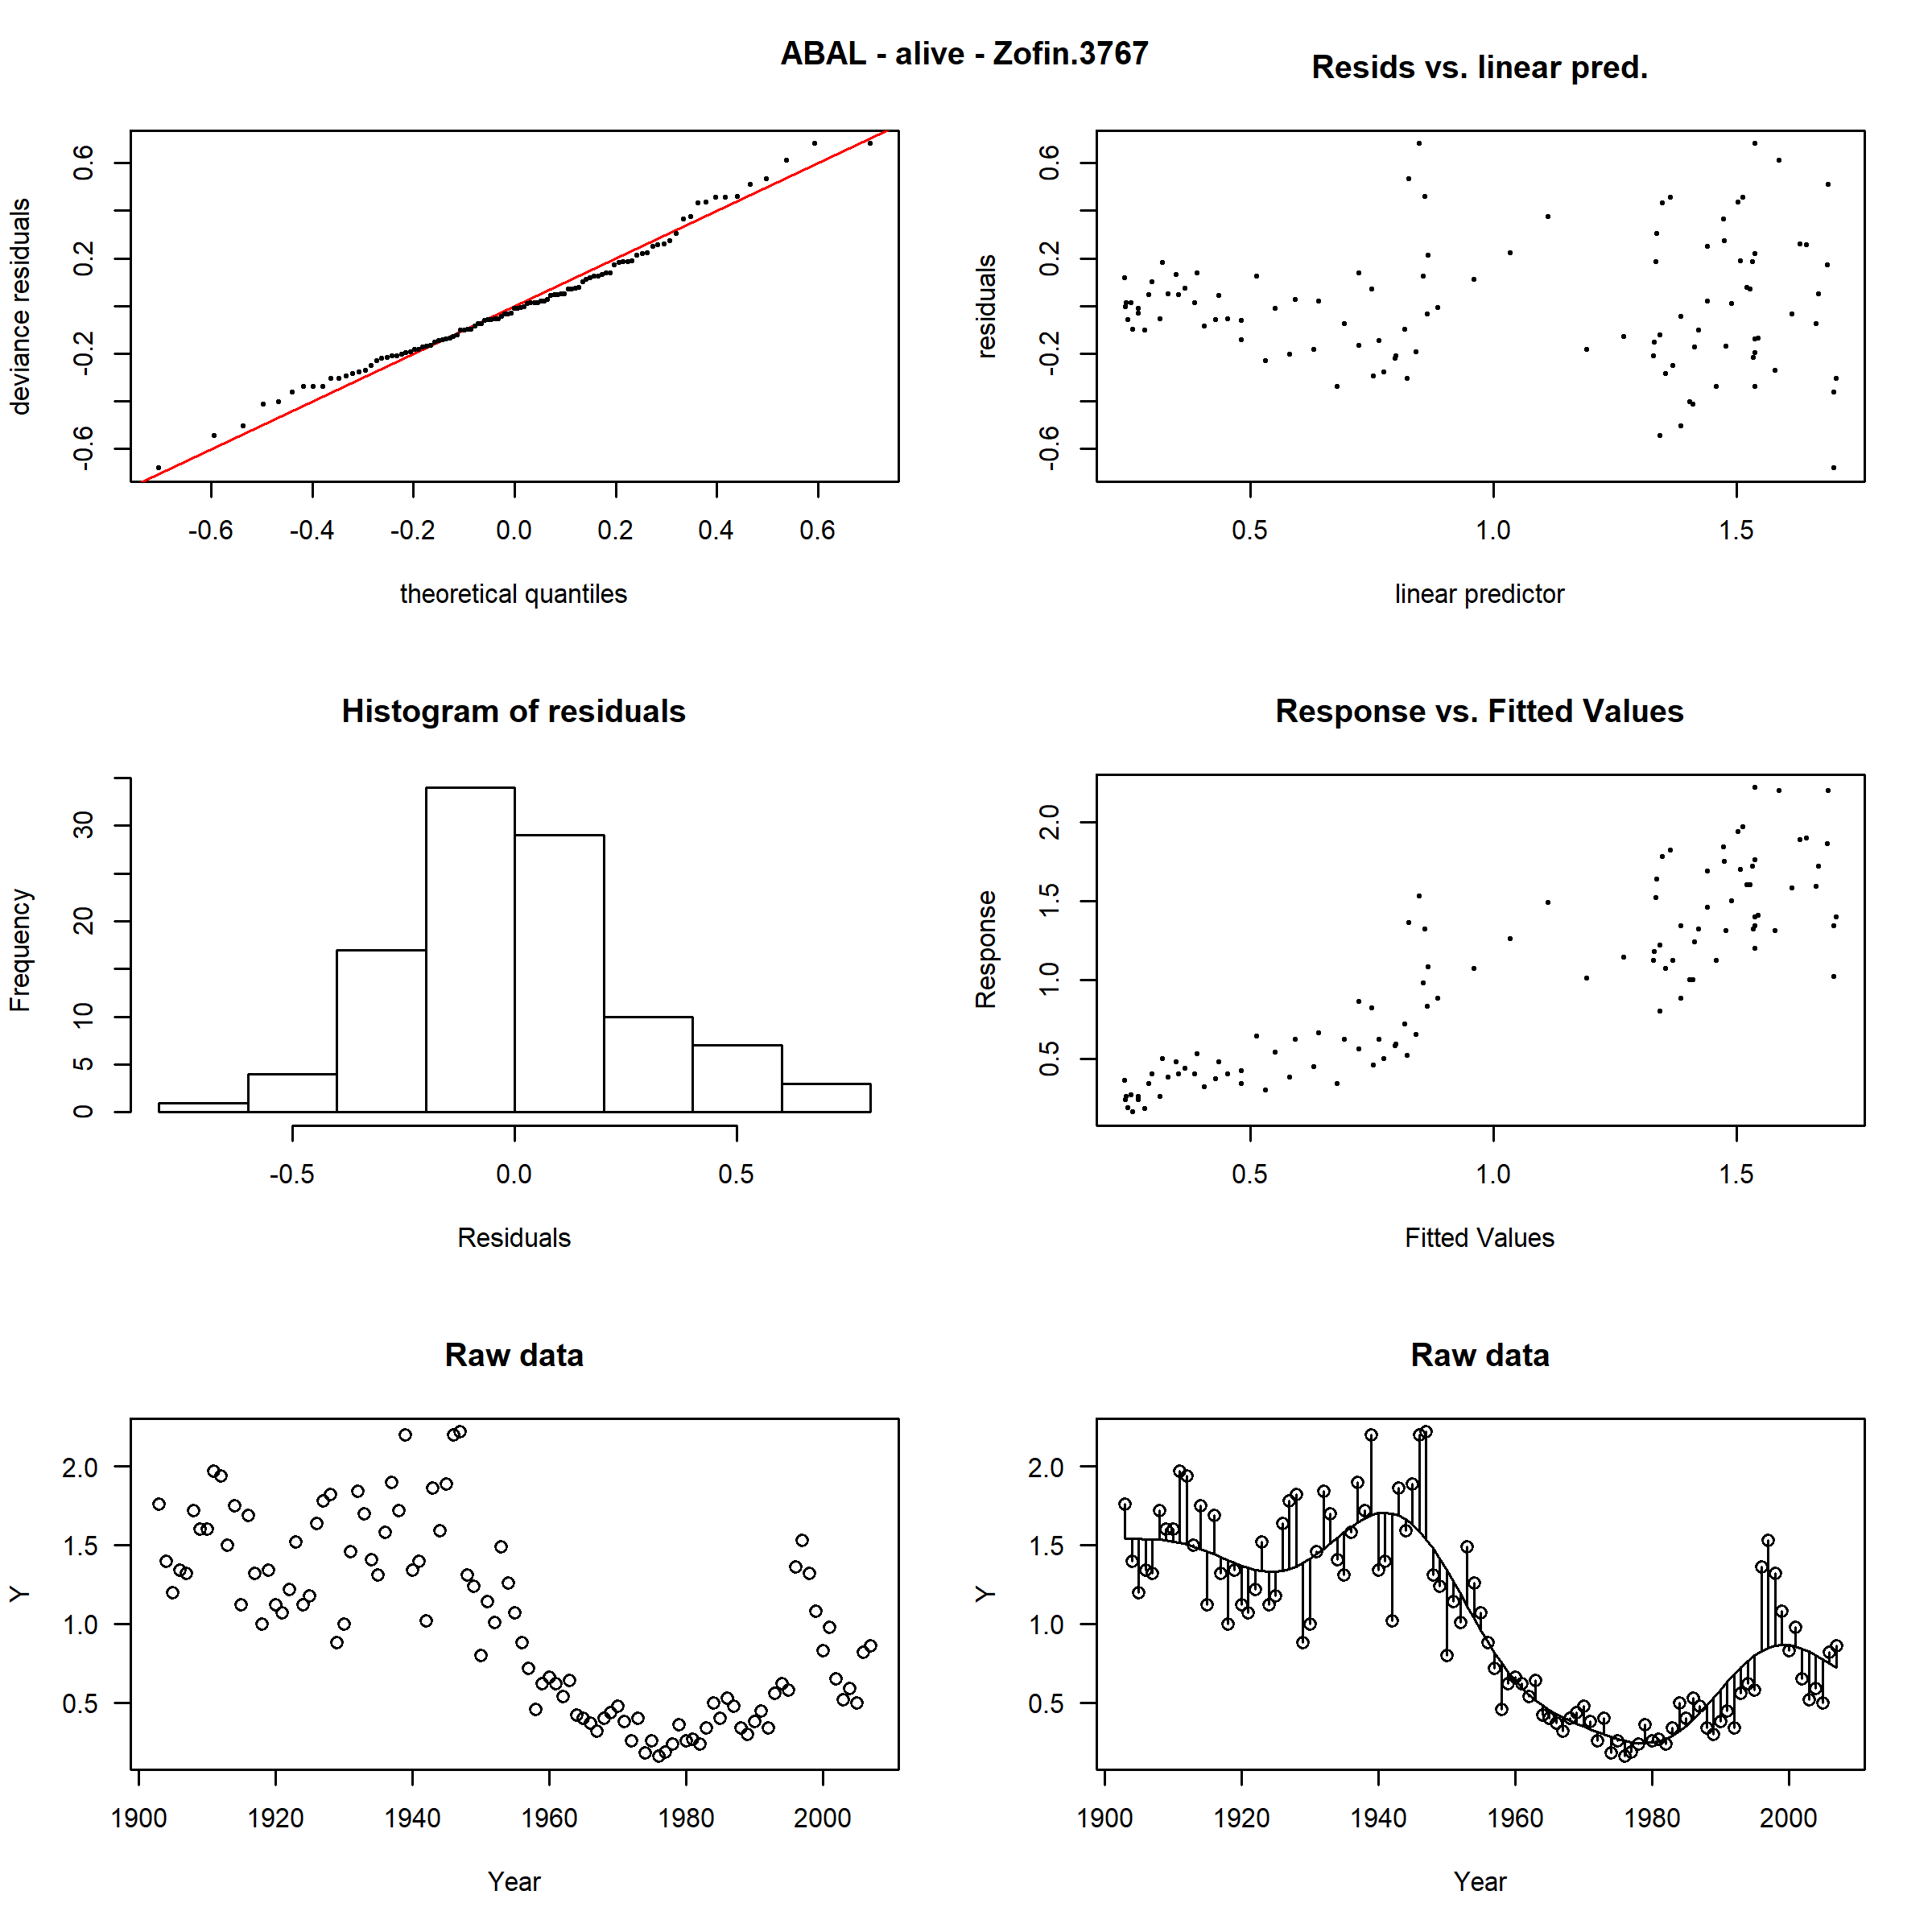 ABAL - alive - Zofin.3767
Resids vs. linear pred.
deviance residuals
-0.6 -0.2 0.2 0.6
-0.6 -0.4 -0.2 0.0 0.2 0.4 0.6
theoretical quantiles
residuals
-0.6 -0.2 0.2 0.6
0.5 1.0 1.5
linear predictor
Histogram of residuals
Frequency
0 5 10 20 30
-0.5 0.0 0.5
Residuals
Response vs. Fitted Values
Response
0.5 1.0 1.5 2.0
0.5 1.0 1.5
Fitted Values
Raw data
Y
0.5 1.0 1.5 2.0
1900 1920 1940 1960 1980 2000
Year
Raw data
Y
0.5 1.0 1.5 2.0
1900 1920 1940 1960 1980 2000
Year